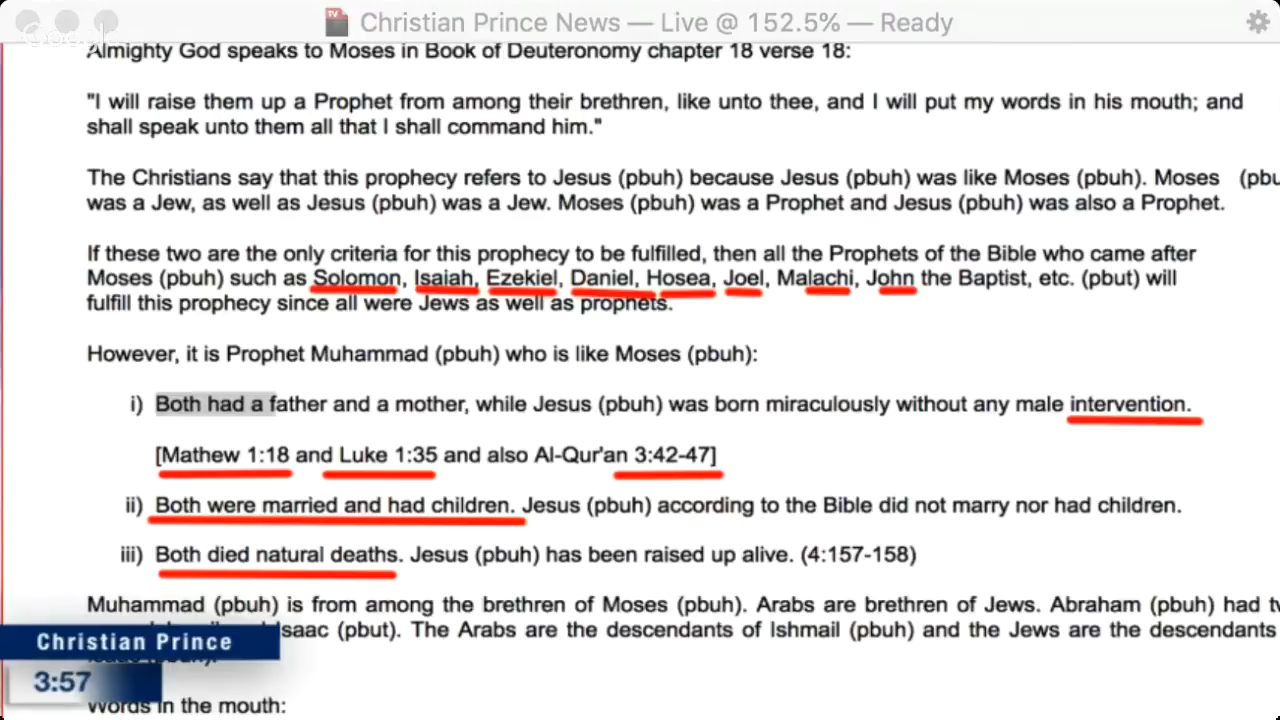 Christian Prince News — Live @ 152.5% — Ready
Google
Almighty God speaks to Moses in Book of Deuteronomy chapter 18 verse 18:
"I will raise them up a Prophet from among their brethren, like unto thee, and I will put my words in his mouth; and
shall speak unto them all that I shall command him."
The Christians say that this prophecy refers to Jesus (pbuh) because Jesus (pbuh) was like Moses (pbuh). Moses (pbu
was a Jew, as well as Jesus (pbuh) was a Jew. Moses (pbuh) was a Prophet and Jesus (pbuh) was also a Prophet.
If these two are the only criteria for this prophecy to be fulfilled, then all the Prophets of the Bible who came after
Moses (pbuh) such as Solomon, Isaiah, Ezekiel, Daniel, Hosea, Joel, Malachi, John the Baptist, etc. (pbut) will
fulfill this prophecy since all were Jews as well as prophets.
However, it is Prophet Muhammad (pbuh) who is like Moses (pbuh):
i) Both had a father and a mother, while Jesus (pbuh) was born miraculously without any male intervention.
[Mathew 1:18 and Luke 1:35 and also Al-Qur'an 3:42-47]
ii) Both were married and had children. Jesus (pbuh) according to the Bible did not marry nor had children.
iii) Both died natural deaths. Jesus (pbuh) has been raised up alive. (4:157-158)
Muhammad (pbuh) is from among the brethren of Moses (pbuh). Arabs are brethren of Jews. Abraham (pbuh) had tw
Isaac (pbut). The Arabs are the descendants of Ishmail (pbuh) and the Jews are the descendants
Christian Prince
3:57
Words in the mouth: